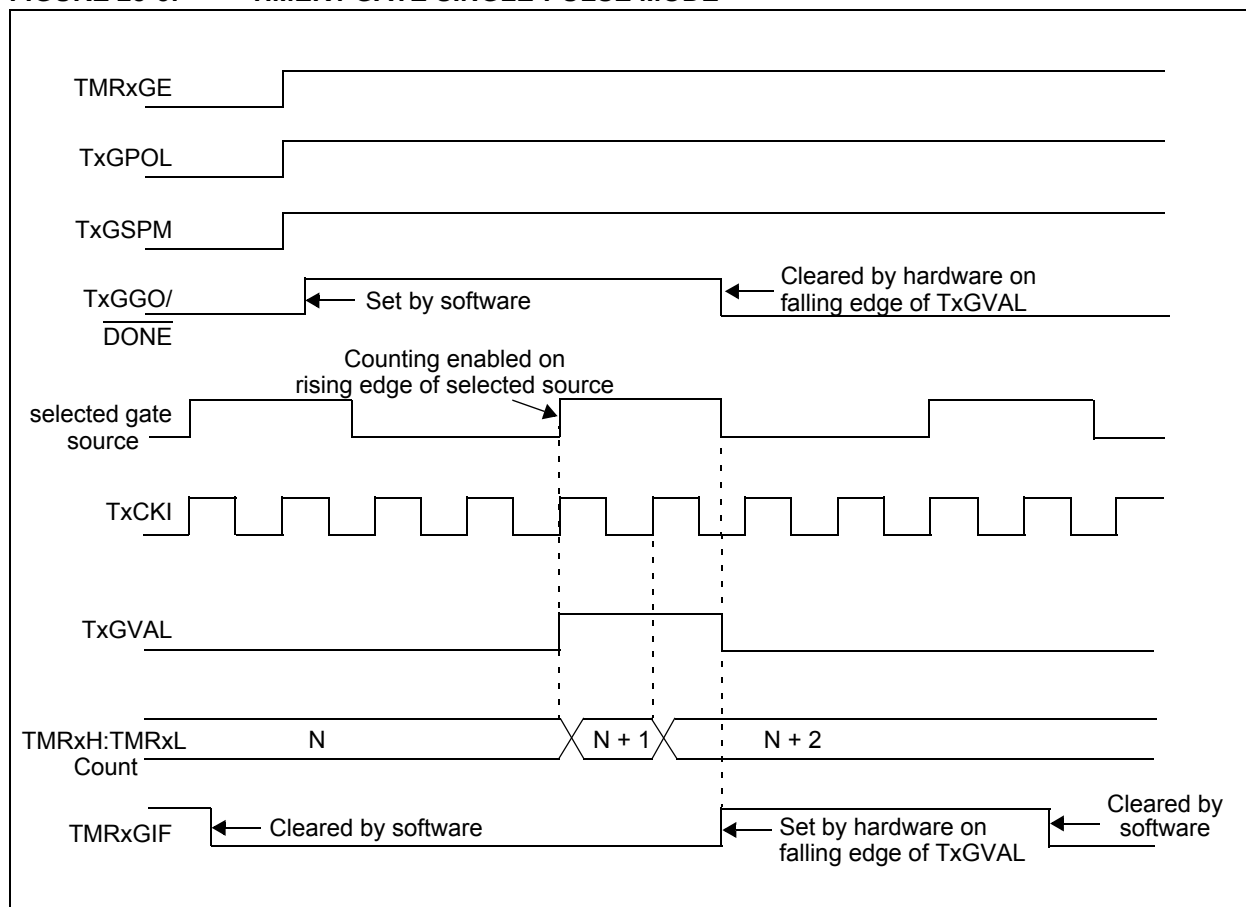 TMRxGE
TxGPOL
TxGSPM
TxGGO/
DONE
Set by software
Cleared by hardware on
falling edge of TxGVAL
Counting enabled on
rising edge of selected source
selected gate
source
TxCKI
TxGVAL
TMRxH:TMRxL
Count
N
N + 1
N + 2
TMRxGIF
Cleared by software
Set by hardware on
falling edge of TxGVAL
Cleared by
software